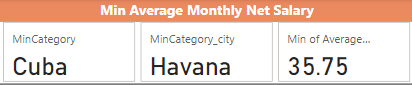 Min Average Monthly Net Salary
MinCategory MinCategory_city Min of Average...
Cuba Havana 35.75